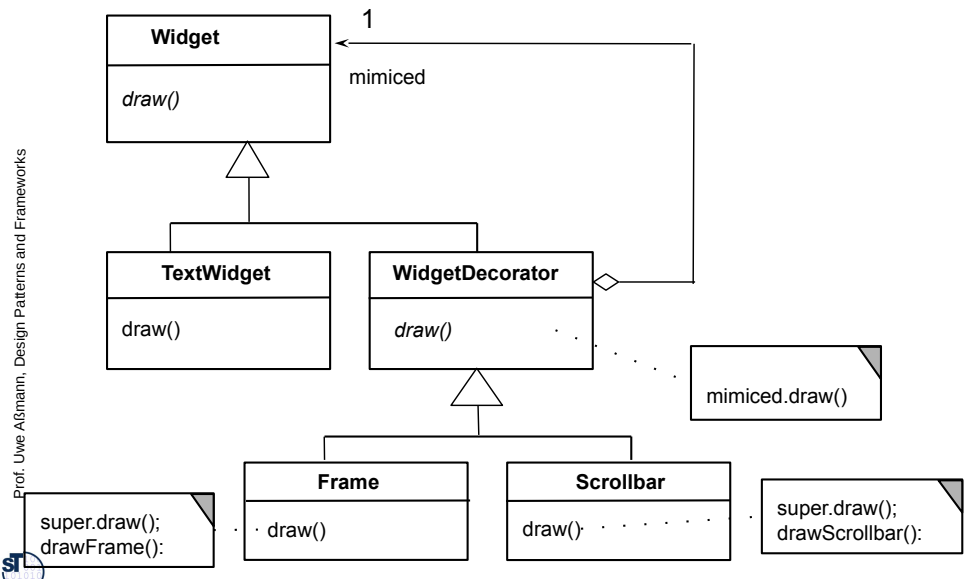 Widget
1
mimiced
draw()
TextWidget
draw()
WidgetDecorator
draw()
mimiced.draw()
Frame
draw()
Scrollbar
draw()
super.draw();
drawFrame():
super.draw();
drawScrollbar():
Prof. Uwe Aßmann, Design Patterns and Frameworks
ST